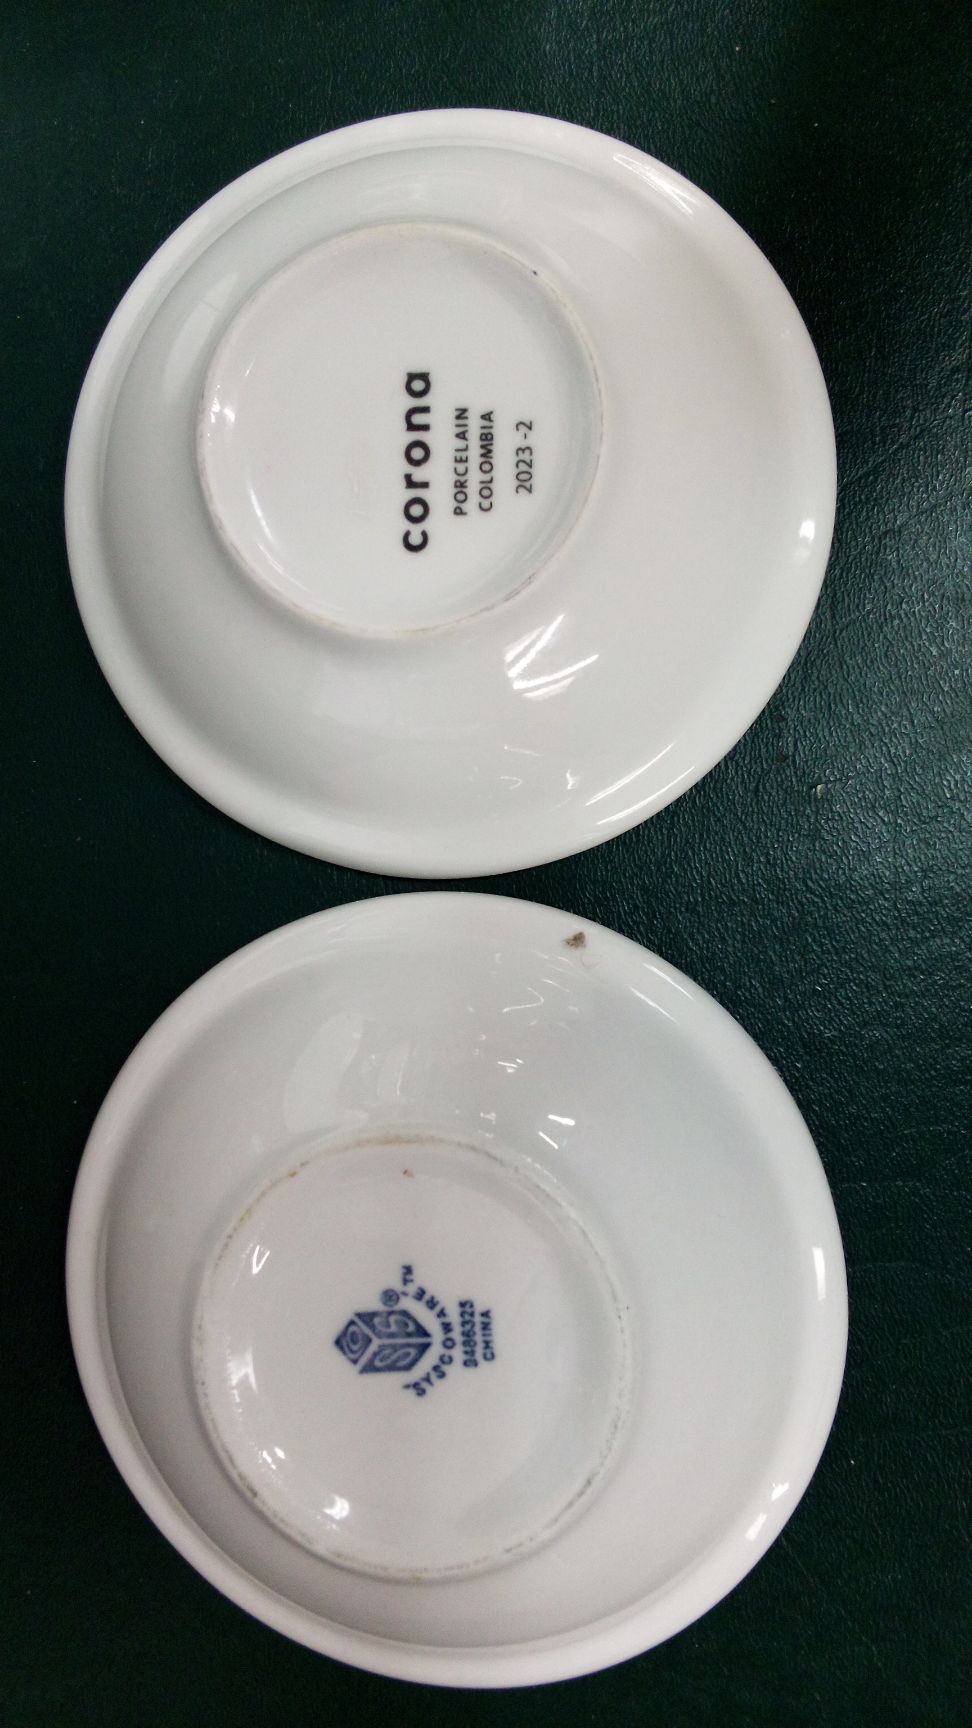 corona
PORCELAIN
COLOMBIA
2023-2
SYSCOWARE™
9486325
CHINA